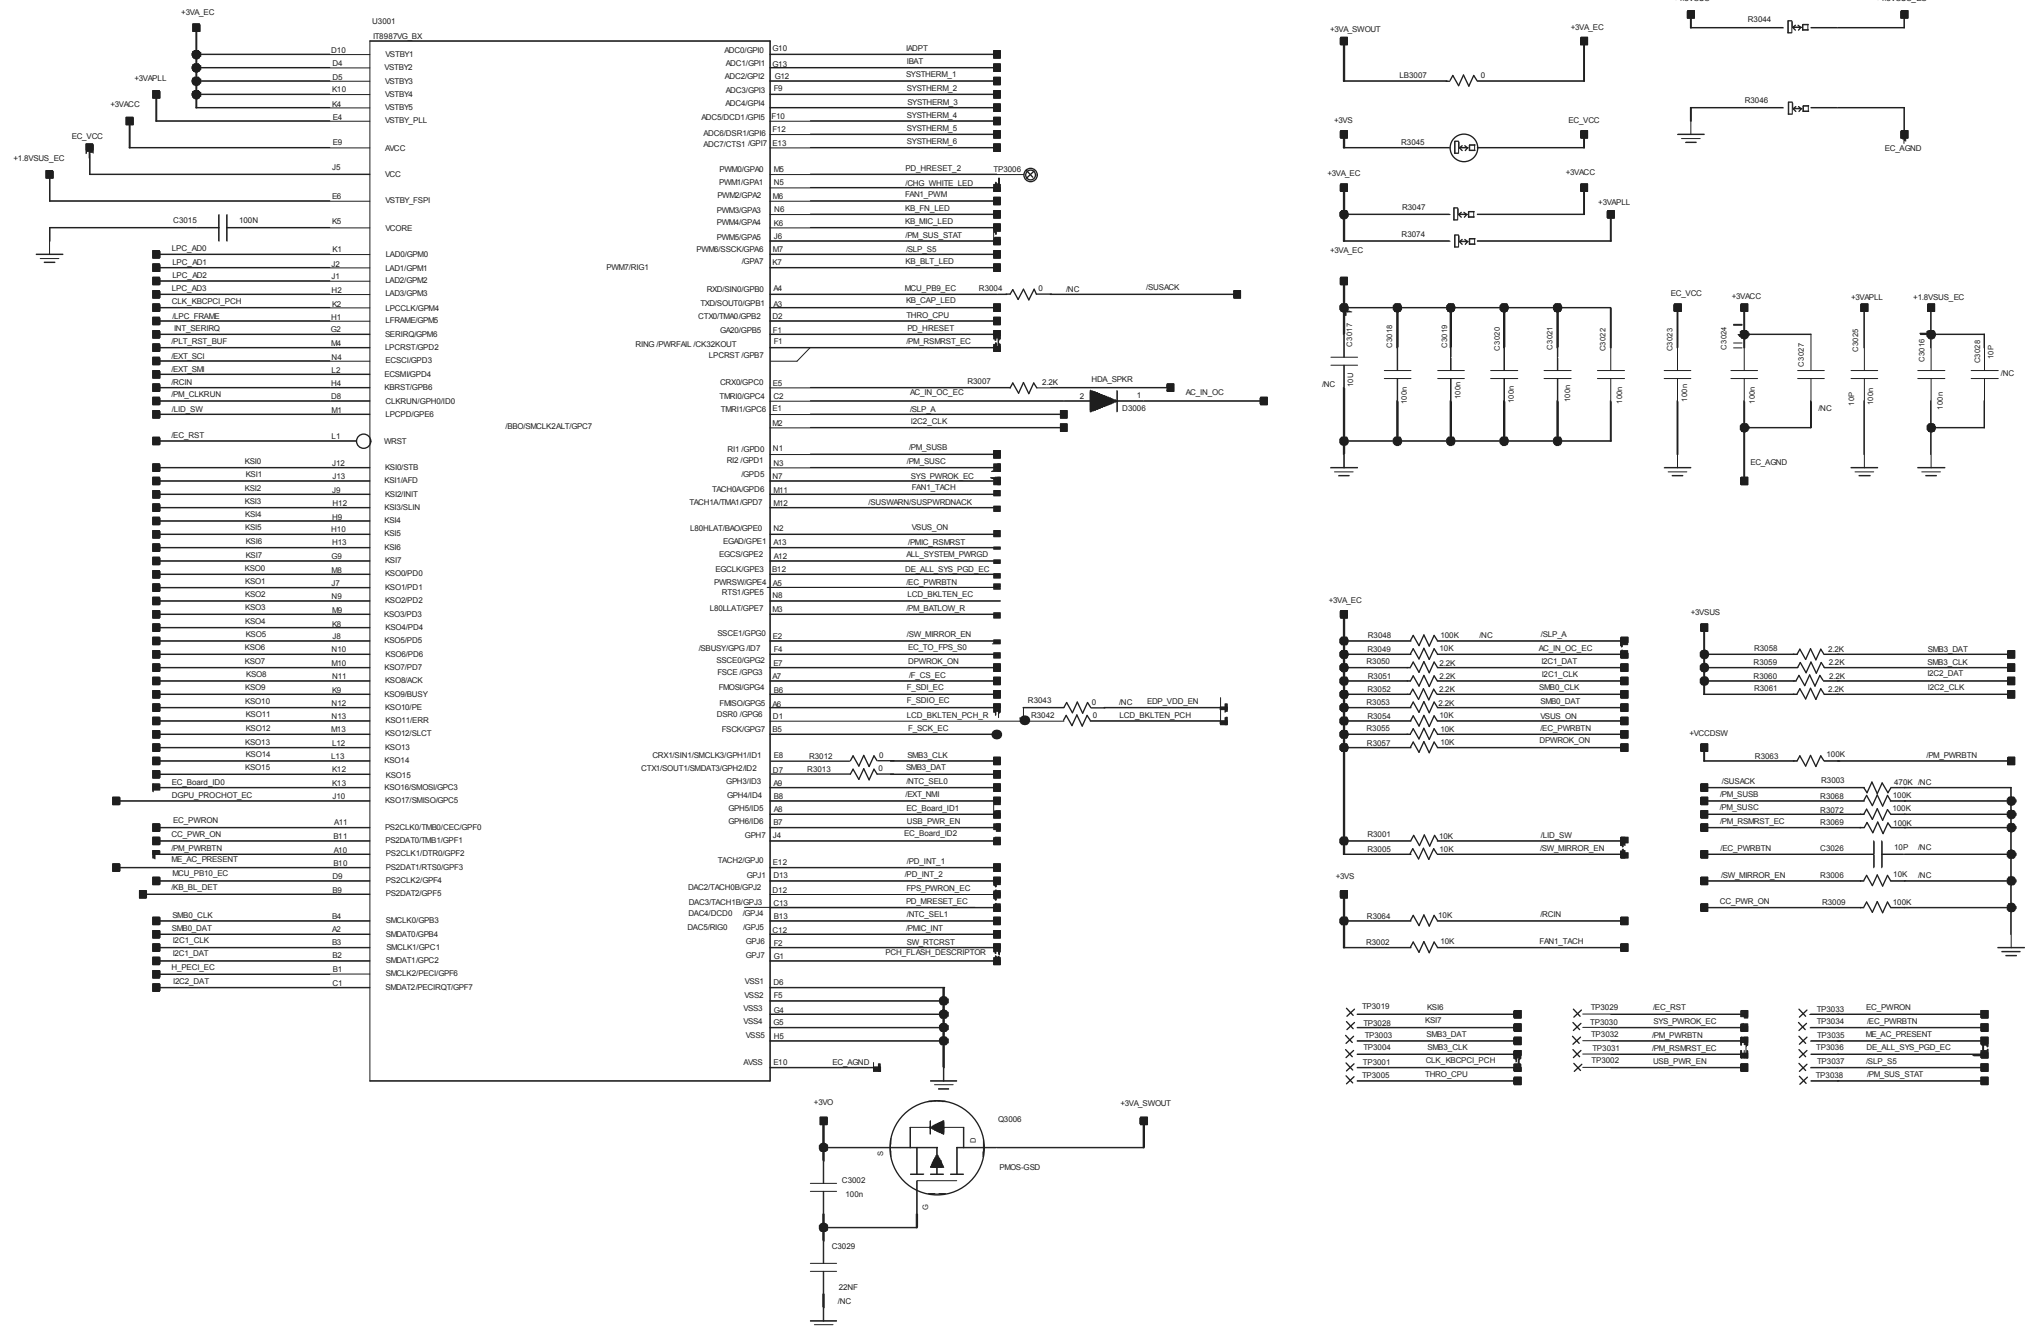 +3VA_EC
U3001
IT8987VG_BX
D10 VSTBY1
D4 VSTBY2
D5 VSTBY3
K10 VSTBY4
K4 VSTBY5
+3VAPLL
E4 VSTBY_PLL
+3VACC
E9 AVCC
EC_VCC
J5 VCC
+1.8VSUS_EC
E6 VSTBY_FSPI
C3015 100N K5 VCORE
LPC_AD0 K1 LAD0/GPM0
LPC_AD1 J2 LAD1/GPM1
LPC_AD2 J1 LAD2/GPM2
LPC_AD3 H2 LAD3/GPM3
CLK_KBCPCI_PCH K2 LPCCLK/GPM4
/LPC_FRAME H1 LFRAME/GPM5
INT_SERIRQ G2 SERIRQ/GPM6
/PLT_RST_BUF M4 LPCRST/GPD2
/EXT_SCI N4 ECSCI/GPD3
/EXT_SMI L2 ECSMI/GPD4
/RCIN H4 KBRST/GPB6
/PM_CLKRUN D8 CLKRUN/GPH0/ID0
/LID_SW M1 LPCPD/GPE6
/EC_RST L1 WRST
KSI0 J12 KSI0/STB
KSI1 J13 KSI1/AFD
KSI2 J9 KSI2/INIT
KSI3 H12 KSI3/SLIN
KSI4 H9 KSI4
KSI5 H10 KSI5
KSI6 H13 KSI6
KSI7 G9 KSI7
KSO0 M8 KSO0/PD0
KSO1 J7 KSO1/PD1
KSO2 N9 KSO2/PD2
KSO3 M9 KSO3/PD3
KSO4 K8 KSO4/PD4
KSO5 J8 KSO5/PD5
KSO6 N10 KSO6/PD6
KSO7 M10 KSO7/PD7
KSO8 N11 KSO8/ACK
KSO9 K9 KSO9/BUSY
KSO10 N12 KSO10/PE
KSO11 N13 KSO11/ERR
KSO12 M13 KSO12/SLCT
KSO13 L12 KSO13
KSO14 L13 KSO14
KSO15 K12 KSO15
EC_Board_ID0 K13 KSO16/SMOSI/GPC3
DGPU_PROCHOT_EC J10 KSO17/SMISO/GPC5
EC_PWRON A11 PS2CLK0/TMB0/CEC/GPF0
CC_PWR_ON B11 PS2DAT0/TMB1/GPF1
/PM_PWRBTN A10 PS2CLK1/DTR0/GPF2
ME_AC_PRESENT B10 PS2DAT1/RTS0/GPF3
MCU_PB10_EC D9 PS2CLK2/GPF4
/KB_BL_DET B9 PS2DAT2/GPF5
SMB0_CLK B4 SMCLK0/GPB3
SMB0_DAT A2 SMDAT0/GPB4
I2C1_CLK B3 SMCLK1/GPC1
I2C1_DAT B2 SMDAT1/GPC2
H_PECI_EC B1 SMCLK2/PECI/GPF6
I2C2_DAT C1 SMDAT2/PECIRQT/GPF7
PWM7/RIG1
/BBO/SMCLK2ALT/GPC7
ADC0/GPI0 G10 IADPT
ADC1/GPI1 G13 IBAT
ADC2/GPI2 G12 SYSTHERM_1
ADC3/GPI3 F9 SYSTHERM_2
ADC4/GPI4 SYSTHERM_3
ADC5/DCD1/GPI5 F10 SYSTHERM_4
ADC6/DSR1/GPI6 F12 SYSTHERM_5
ADC7/CTS1 /GPI7 E13 SYSTHERM_6
PWM0/GPA0 M5 PD_HRESET_2 TP3006
PWM1/GPA1 N5 /CHG_WHITE_LED
PWM2/GPA2 M6 FAN1_PWM
PWM3/GPA3 N6 KB_FN_LED
PWM4/GPA4 K6 KB_MIC_LED
PWM5/GPA5 J6 /PM_SUS_STAT
PWM6/SSCK/GPA6 M7 /SLP_S5
/GPA7 K7 KB_BLT_LED
RXD/SIN0/GPB0 A4 MCU_PB9_EC R3004 0 /NC /SUSACK
TXD/SOUT0/GPB1 A3 KB_CAP_LED
CTX0/TMA0/GPB2 D2 THRO_CPU
GA20/GPB5 F1 PD_HRESET
RING /PWRFAIL /CK32KOUT F1 /PM_RSMRST_EC
LPCRST /GPB7
CRX0/GPC0 E5 R3007 2.2K HDA_SPKR
TMRI0/GPC4 C2 AC_IN_OC_EC 2 1 D3006 AC_IN_OC
TMRI1/GPC6 E1 /SLP_A
M2 I2C2_CLK
RI1 /GPD0 N1 /PM_SUSB
RI2 /GPD1 N3 /PM_SUSC
/GPD5 N7 SYS_PWROK_EC
TACH0A/GPD6 M11 FAN1_TACH
TACH1A/TMA1/GPD7 M12 /SUSWARN/SUSPWRDNACK
L80HLAT/BAO/GPE0 N2 VSUS_ON
EGAD/GPE1 A13 /PMIC_RSMRST
EGCS/GPE2 A12 ALL_SYSTEM_PWRGD
EGCLK/GPE3 B12 DE_ALL_SYS_PGD_EC
PWRSW/GPE4 A5 /EC_PWRBTN
RTS1/GPE5 N8 LCD_BKLTEN_EC
L80LLAT/GPE7 M3 /PM_BATLOW_R
SSCE1/GPG0 E2 /SW_MIRROR_EN
/SBUSY/GPG /ID7 F4 EC_TO_FPS_S0
SSCE0/GPG2 E7 DPWROK_ON
FSCE /GPG3 A7 /F_CS_EC
FMOSI/GPG4 B6 F_SDI_EC
FMISO/GPG5 A6 F_SDIO_EC
DSR0 /GPG6 D1 LCD_BKLTEN_PCH_R
R3043 0 /NC EDP_VDD_EN
R3042 0 LCD_BKLTEN_PCH
FSCK/GPG7 B5 F_SCK_EC
CRX1/SIN1/SMCLK3/GPH1/ID1 E8 R3012 0 SMB3_CLK
CTX1/SOUT1/SMDAT3/GPH2/ID2 D7 R3013 0 SMB3_DAT
GPH3/ID3 A9 /NTC_SEL0
GPH4/ID4 B8 /EXT_NMI
GPH5/ID5 A8 EC_Board_ID1
GPH6/ID6 B7 USB_PWR_EN
GPH7 J4 EC_Board_ID2
TACH2/GPJ0 E12 /PD_INT_1
GPJ1 D13 /PD_INT_2
DAC2/TACH0B/GPJ2 D12 FPS_PWRON_EC
DAC3/TACH1B/GPJ3 C13 PD_MRESET_EC
DAC4/DCD0 /GPJ4 B13 /NTC_SEL1
DAC5/RIG0 /GPJ5 C12 /PMIC_INT
GPJ6 F2 SW_RTCRST
GPJ7 G1 PCH_FLASH_DESCRIPTOR
VSS1 D6
VSS2 F5
VSS3 G4
VSS4 G5
VSS5 H5
AVSS E10 EC_AGND
+3VO
Q3006
+3VA_SWOUT
S
D
G
PMOS-GSD
C3002
100n
C3029
22NF
/NC
+3VA_SWOUT
+3VA_EC
LB3007 0
R3044
R3046
EC_AGND
+3VS
EC_VCC
R3045
+3VA_EC
+3VACC
R3047
+3VAPLL
R3074
+3VA_EC
C3017 10U /NC
C3018 100n
C3019 100n
C3020 100n
C3021 100n
C3022 100n
EC_VCC
C3023 100n
+3VACC
C3024
C3027 /NC
EC_AGND
+3VAPLL
C3025 100n 10P
+1.8VSUS_EC
C3016 100n
C3028 10P /NC
+3VA_EC
R3048 100K /NC /SLP_A
R3049 10K AC_IN_OC_EC
R3050 2.2K I2C1_DAT
R3051 2.2K I2C1_CLK
R3052 2.2K SMB0_CLK
R3053 2.2K SMB0_DAT
R3054 10K VSUS_ON
R3055 10K /EC_PWRBTN
R3057 10K DPWROK_ON
R3001 10K /LID_SW
R3005 10K /SW_MIRROR_EN
+3VS
R3064 10K /RCIN
R3002 10K FAN1_TACH
+3VSUS
R3058 2.2K SMB3_DAT
R3059 2.2K SMB3_CLK
R3060 2.2K I2C2_DAT
R3061 2.2K I2C2_CLK
+VCCDSW
R3063 100K /PM_PWRBTN
/SUSACK R3003 470K /NC
/PM_SUSB R3068 100K
/PM_SUSC R3072 100K
/PM_RSMRST_EC R3069 100K
/EC_PWRBTN C3026 10P /NC
/SW_MIRROR_EN R3006 10K /NC
CC_PWR_ON R3009 100K
TP3019 KSI6
TP3028 KSI7
TP3003 SMB3_DAT
TP3004 SMB3_CLK
TP3001 CLK_KBCPCI_PCH
TP3005 THRO_CPU
TP3029 /EC_RST
TP3030 SYS_PWROK_EC
TP3032 /PM_PWRBTN
TP3031 /PM_RSMRST_EC
TP3002 USB_PWR_EN
TP3033 EC_PWRON
TP3034 /EC_PWRBTN
TP3035 ME_AC_PRESENT
TP3036 DE_ALL_SYS_PGD_EC
TP3037 /SLP_S5
TP3038 /PM_SUS_STAT